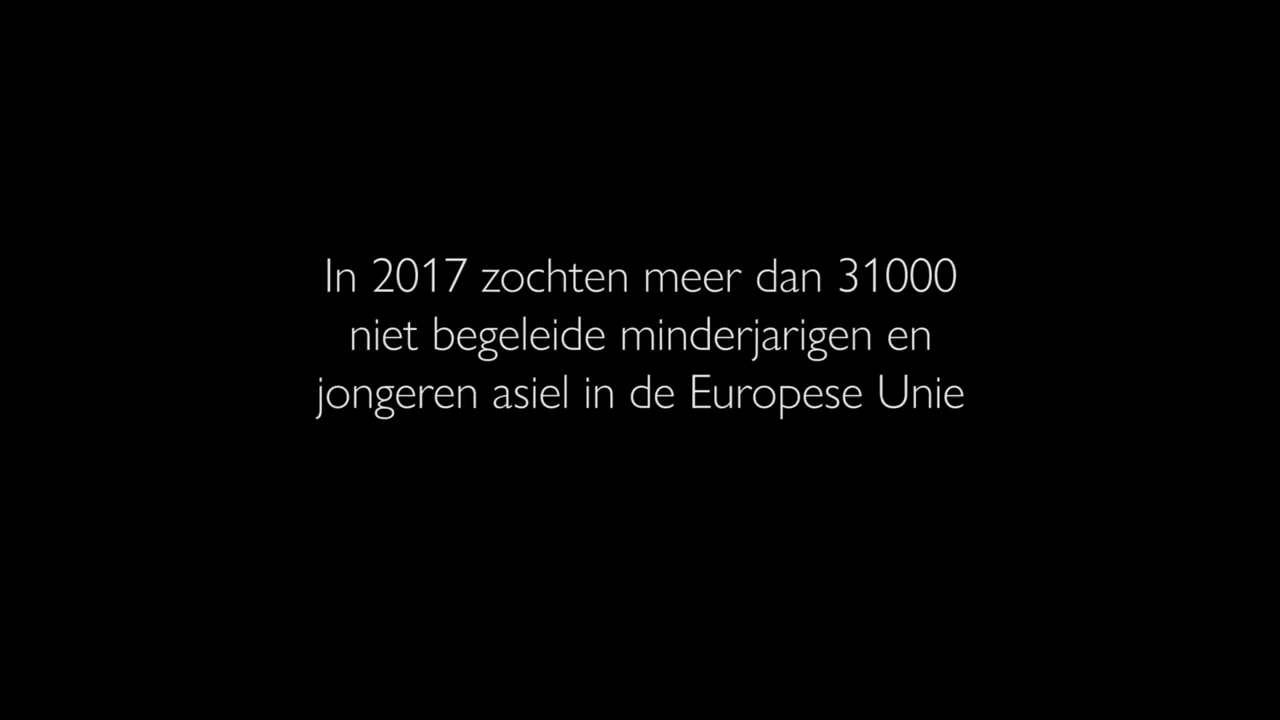 In 2017 zochten meer dan 31000
niet begeleide minderjarigen en
jongeren asiel in de Europese Unie